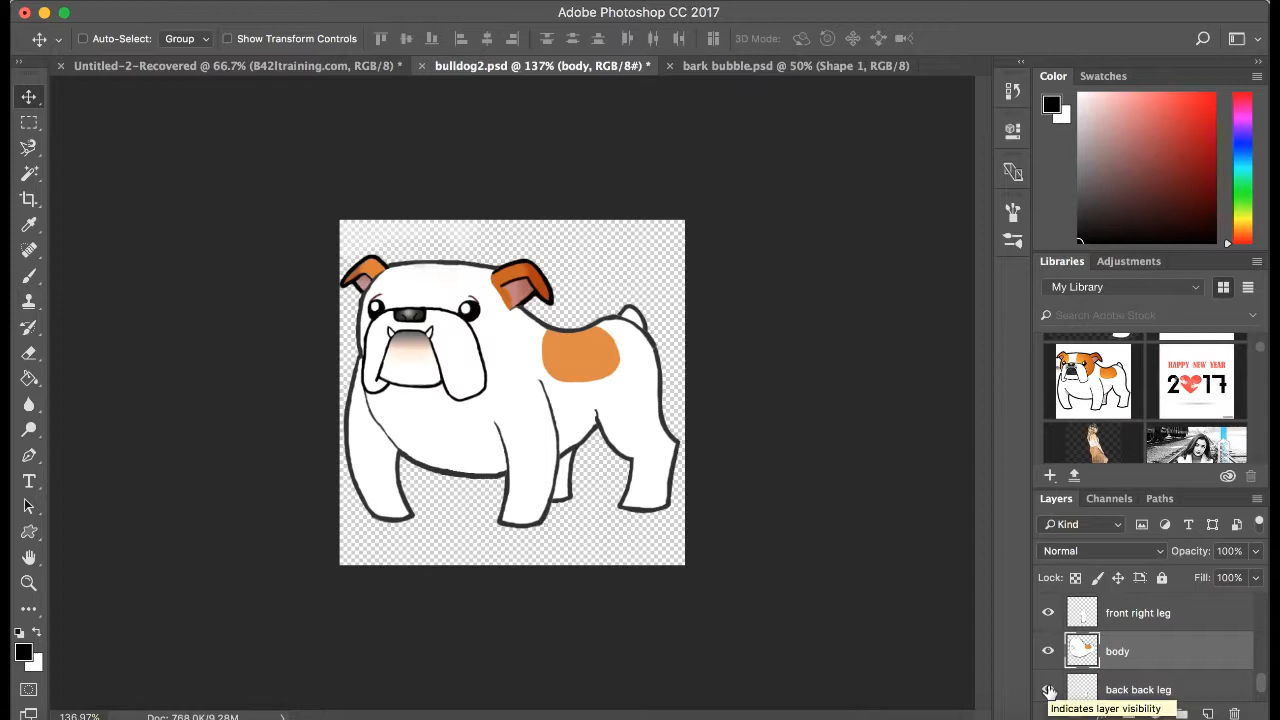 Adobe Photoshop CC 2017
Auto-Select: Group Show Transform Controls 3D Mode:
Untitled-2-Recovered @ 66.7% (B42ltraining.com, RGB/8) * bulldog2.psd @ 137% (body, RGB/8#) * bark bubble.psd @ 50% (Shape 1, RGB/8)
Color Swatches
Libraries Adjustments
My Library
Search Adobe Stock
HAPPY NEW YEAR
2 17
Layers Channels Paths
Kind
Normal Opacity: 100%
Lock: Fill: 100%
front right leg
body
back back leg
Indicates layer visibility
136.97% Doc: 768.0K/9.28M